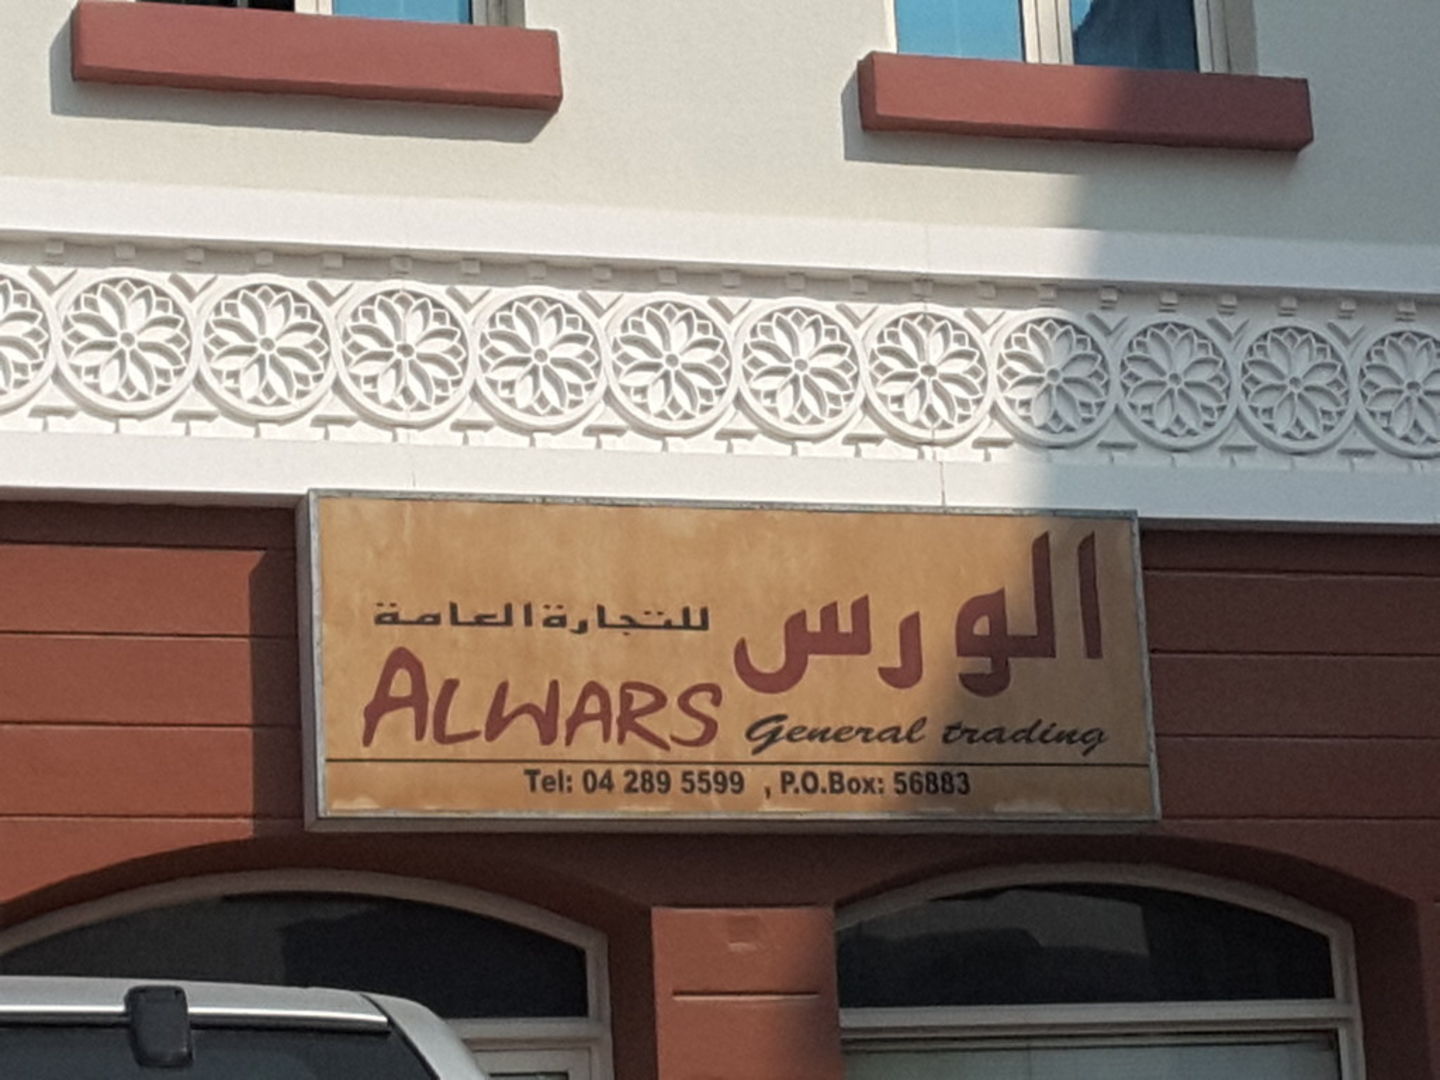 الورس
للتجارة العامة
ALWARS
General trading
Tel: 04 289 5599 , P.O.Box: 56883